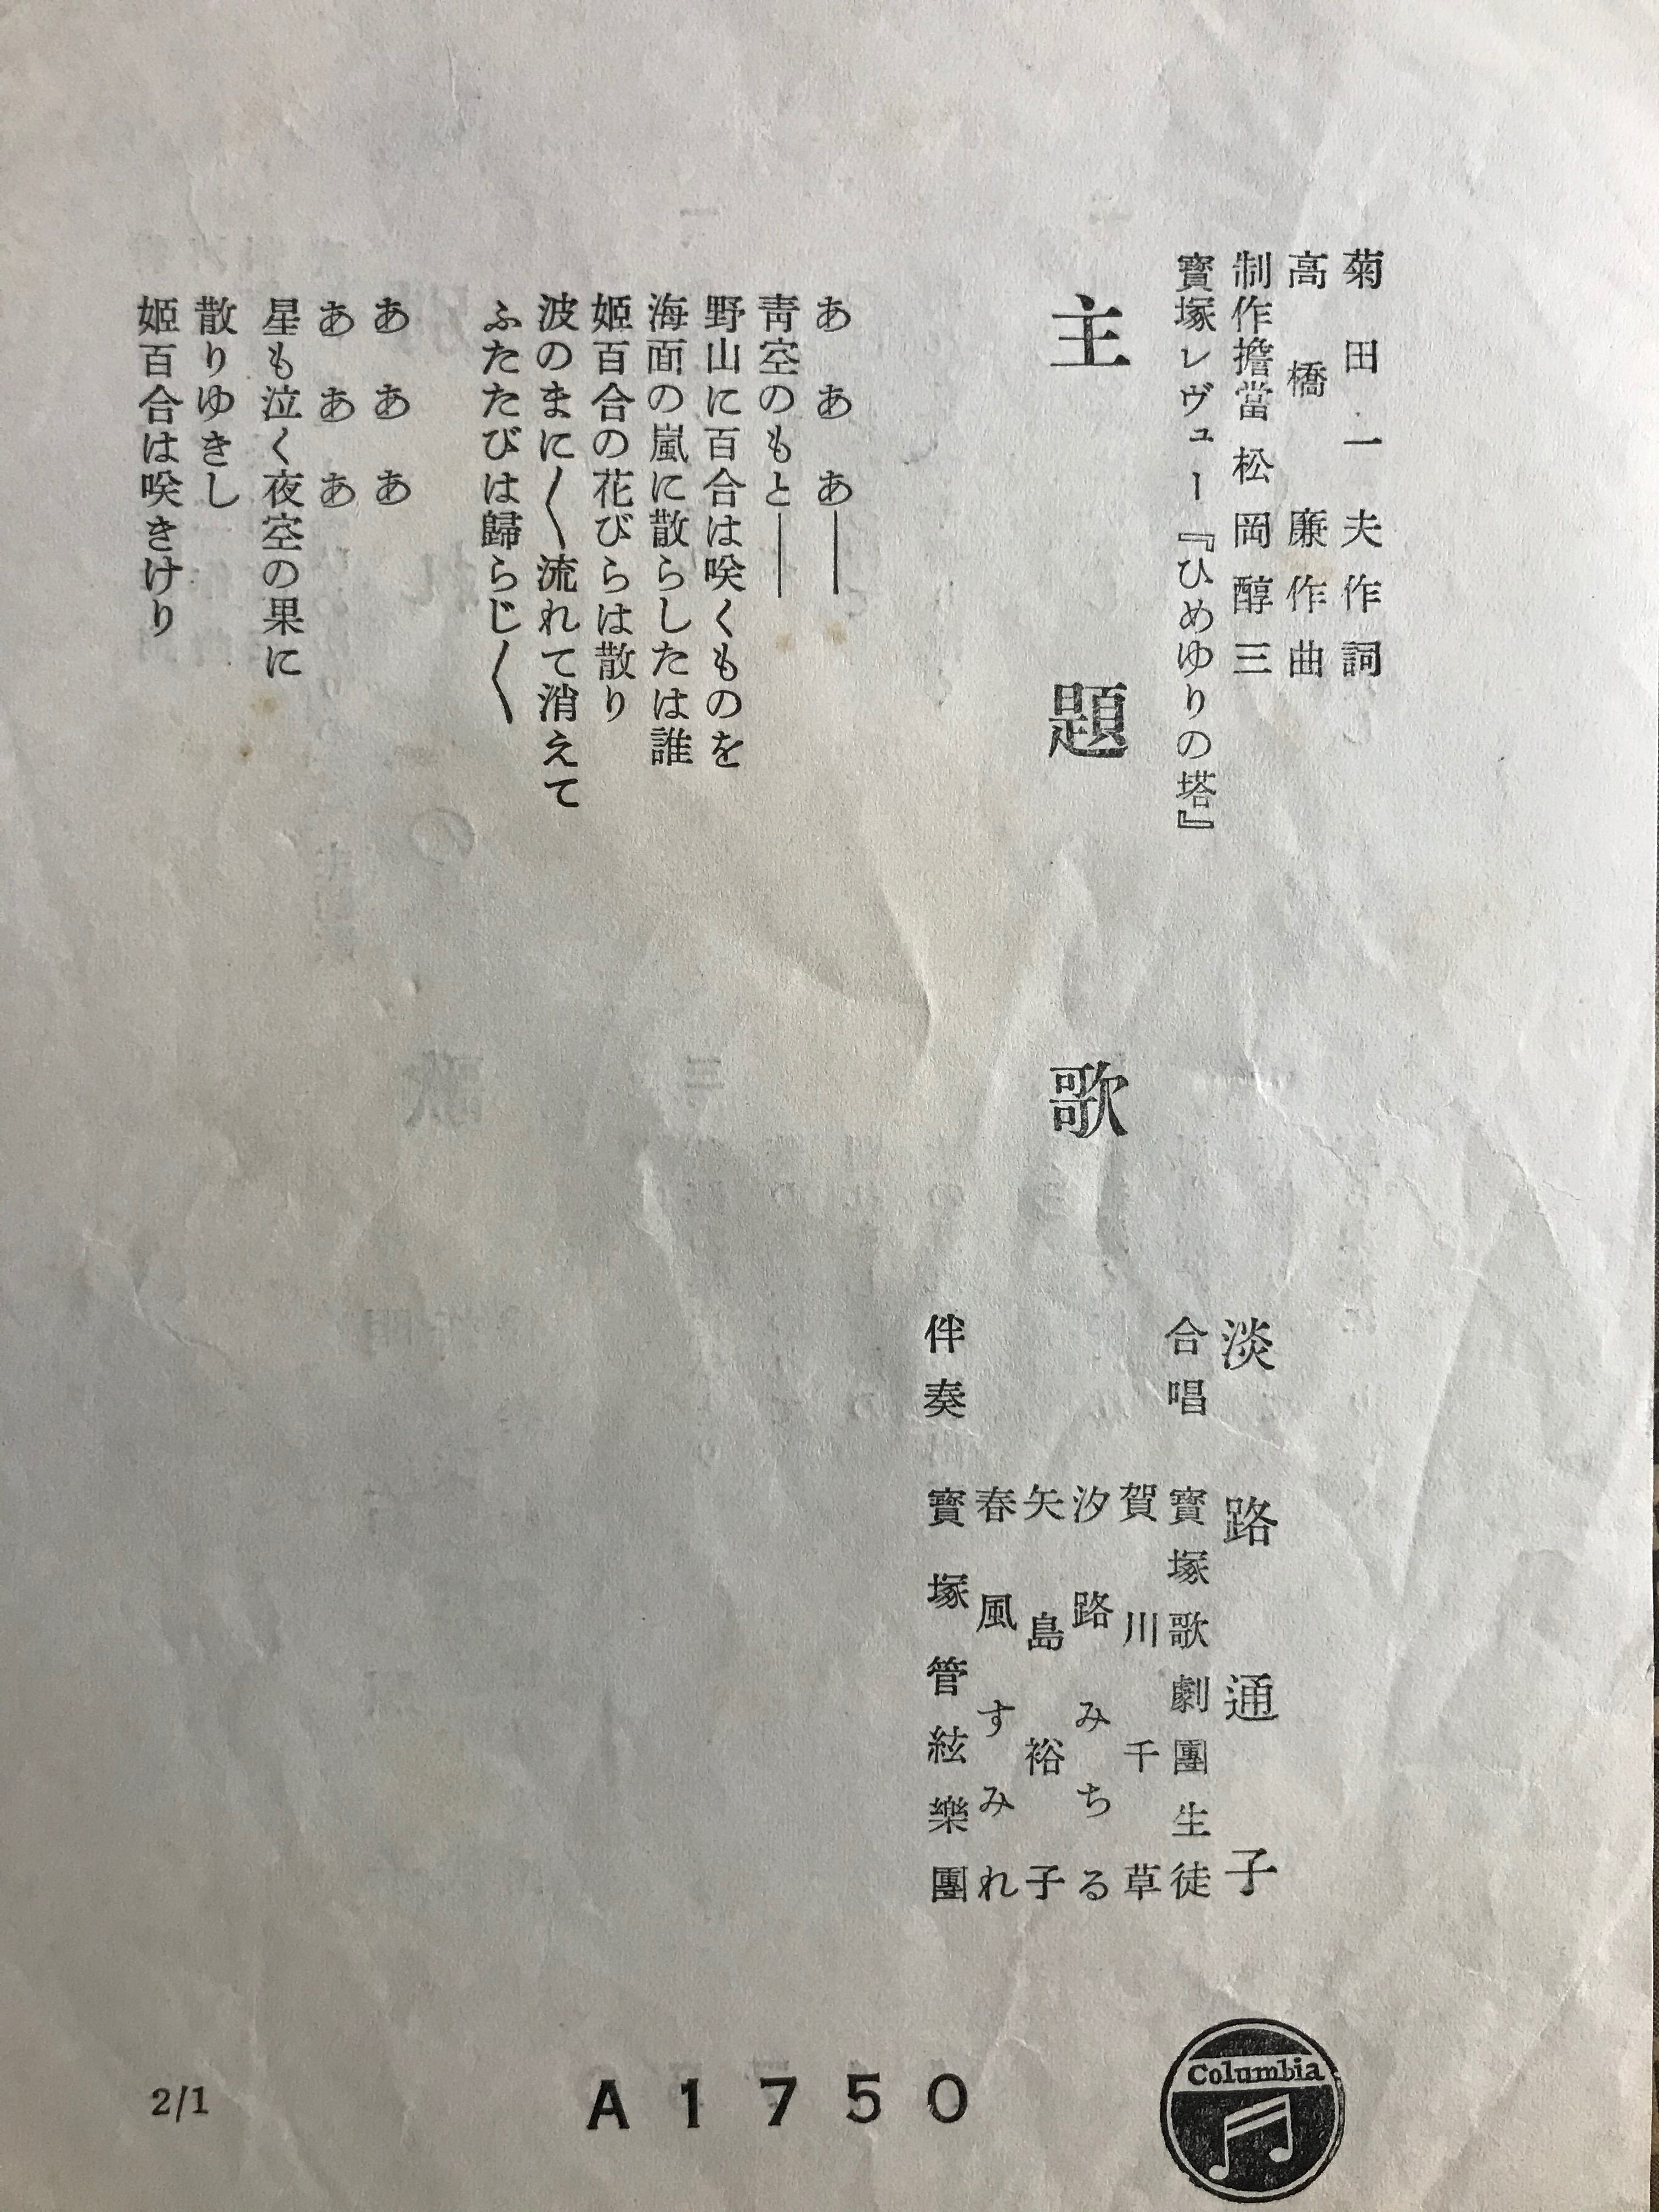 菊田一夫作詞
高橋廉作曲
制作擔當 松岡醇三
寶塚レヴュー『ひめゆりの塔』
主題歌
淡路通子
合唱 寶塚歌劇團生徒
賀川千草
汐路みちる
矢島裕子
春風すみれ
伴奏 寶塚管絃樂團
あああ――
青空のもと――
野山に百合は咲くものを
海面の嵐に散らしたは誰
姫百合の花びらは散り
波のまに〱流れて消えて
ふたたびは歸らじ〱
あああ
あああ
星も泣く夜空の果に
散りゆきし
姫百合は咲きけり
Columbia
A1750
2/1